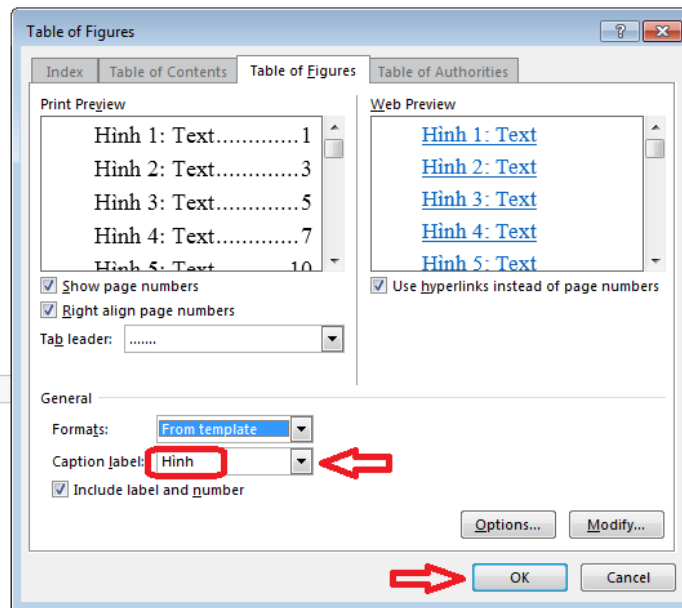 Table of Figures
Index
Table of Contents
Table of Figures
Table of Authorities
Print Preview
Hình 1: Text.............1
Hình 2: Text.............3
Hình 3: Text.............5
Hình 4: Text.............7
Hình 5: Text...........10
Show page numbers
Right align page numbers
Tab leader: .......
Web Preview
Hình 1: Text
Hình 2: Text
Hình 3: Text
Hình 4: Text
Hình 5: Text
Use hyperlinks instead of page numbers
General
Formats: From template
Caption label: Hình
Include label and number
Options... Modify...
OK Cancel